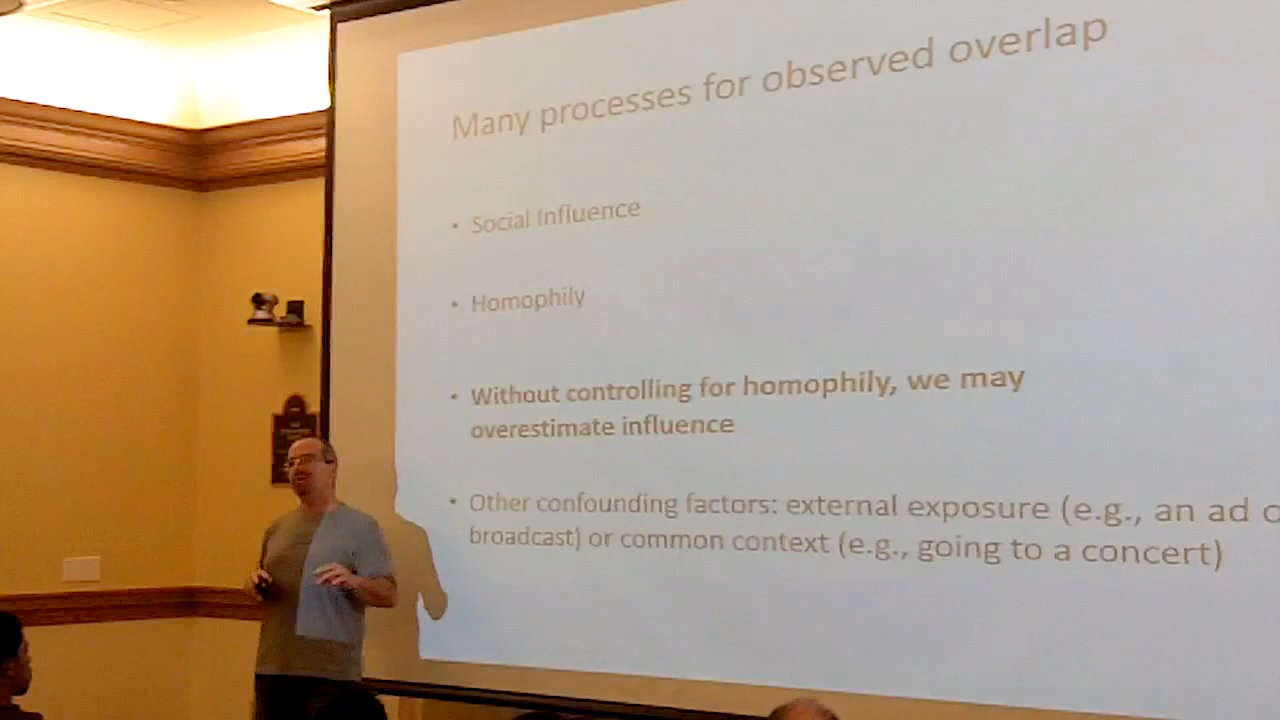 Many processes for observed overlap
• Social Influence
• Homophily
• Without controlling for homophily, we may
overestimate influence
• Other confounding factors: external exposure (e.g., an ad
broadcast) or common context (e.g., going to a concert)